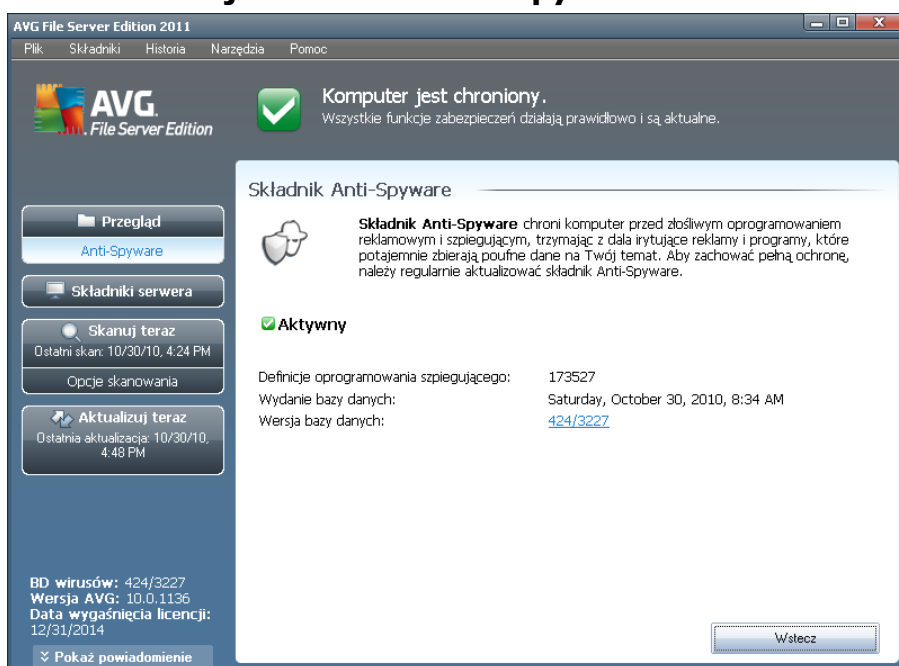 AVG File Server Edition 2011
Plik Składniki Historia Narzędzia Pomoc
AVG.
File Server Edition
Komputer jest chroniony.
Wszystkie funkcje zabezpieczeń działają prawidłowo i są aktualne.
Przegląd
Anti-Spyware
Składniki serwera
Skanuj teraz
Ostatni skan: 10/30/10, 4:24 PM
Opcje skanowania
Aktualizuj teraz
Ostatnia aktualizacja: 10/30/10,
4:48 PM
BD wirusów: 424/3227
Wersja AVG: 10.0.1136
Data wygaśnięcia licencji:
12/31/2014
Pokaż powiadomienie
Składnik Anti-Spyware
Składnik Anti-Spyware chroni komputer przed złośliwym oprogramowaniem
reklamowym i szpiegującym, trzymając z dala irytujące reklamy i programy, które
potajemnie zbierają poufne dane na Twój temat. Aby zachować pełną ochronę,
należy regularnie aktualizować składnik Anti-Spyware.
Aktywny
Definicje oprogramowania szpiegującego: 173527
Wydanie bazy danych: Saturday, October 30, 2010, 8:34 AM
Wersja bazy danych: 424/3227
Wstecz